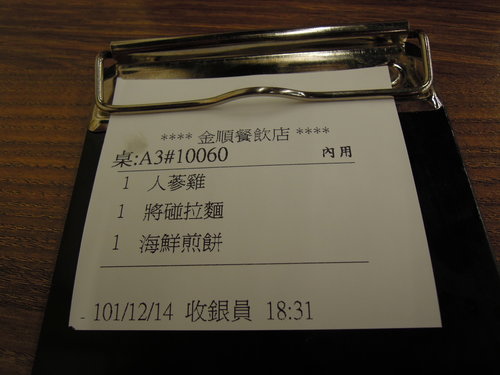 **** 金順餐飲店 ****
桌:A3#10060 內用
1 人蔘雞
1 將碰拉麵
1 海鮮煎餅
101/12/14 收銀員 18:31